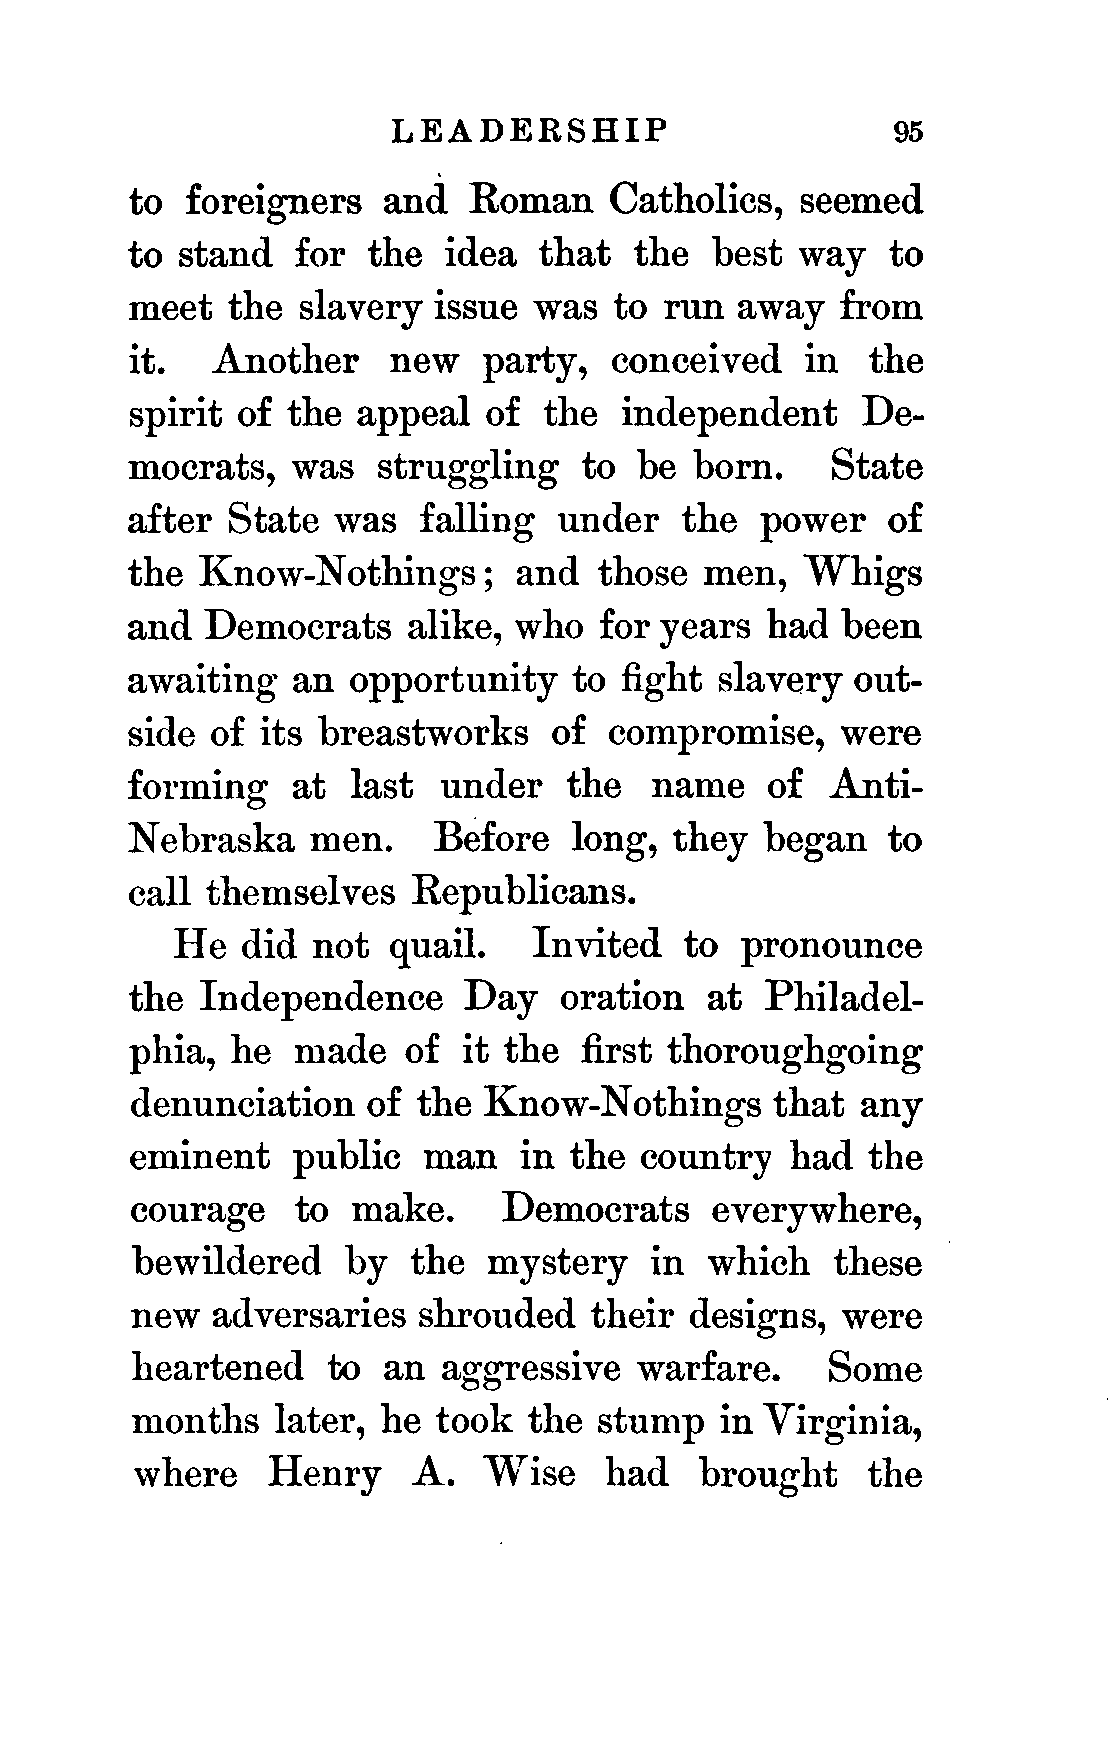 LEADERSHIP 95
to foreigners and Roman Catholics, seemed
to stand for the idea that the best way to
meet the slavery issue was to run away from
it. Another new party, conceived in the
spirit of the appeal of the independent De-
mocrats, was struggling to be born. State
after State was falling under the power of
the Know-Nothings; and those men, Whigs
and Democrats alike, who for years had been
awaiting an opportunity to fight slavery out-
side of its breastworks of compromise, were
forming at last under the name of Anti-
Nebraska men. Before long, they began to
call themselves Republicans.
He did not quail. Invited to pronounce
the Independence Day oration at Philadel-
phia, he made of it the first thoroughgoing
denunciation of the Know-Nothings that any
eminent public man in the country had the
courage to make. Democrats everywhere,
bewildered by the mystery in which these
new adversaries shrouded their designs, were
heartened to an aggressive warfare. Some
months later, he took the stump in Virginia,
where Henry A. Wise had brought the